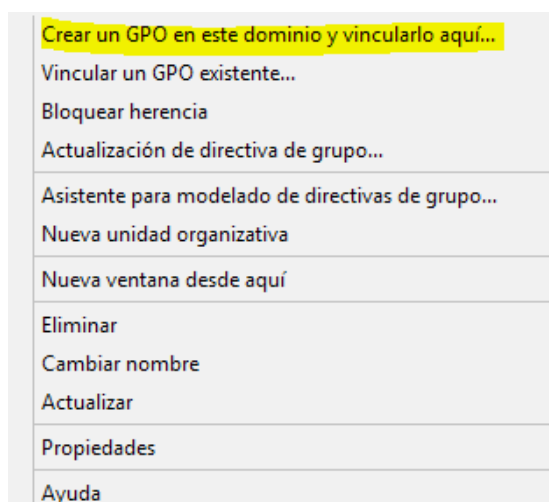 Crear un GPO en este dominio y vincularlo aquí...
Vincular un GPO existente...
Bloquear herencia
Actualización de directiva de grupo...
Asistente para modelado de directivas de grupo...
Nueva unidad organizativa
Nueva ventana desde aquí
Eliminar
Cambiar nombre
Actualizar
Propiedades
Ayuda